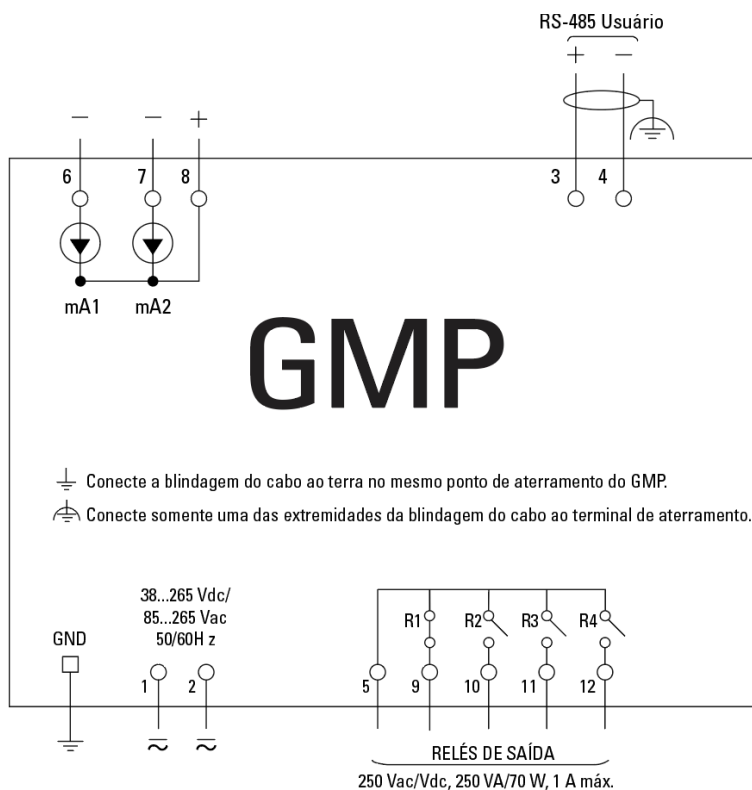 RS-485 Usuário
+ −
− − +
6 7 8
3 4
mA1 mA2
GMP
Conecte a blindagem do cabo ao terra no mesmo ponto de aterramento do GMP.
Conecte somente uma das extremidades da blindagem do cabo ao terminal de aterramento.
38...265 Vdc/
85...265 Vac
50/60H z
GND
R1 R2 R3 R4
1 2
5 9 10 11 12
RELÉS DE SAÍDA
250 Vac/Vdc, 250 VA/70 W, 1 A máx.